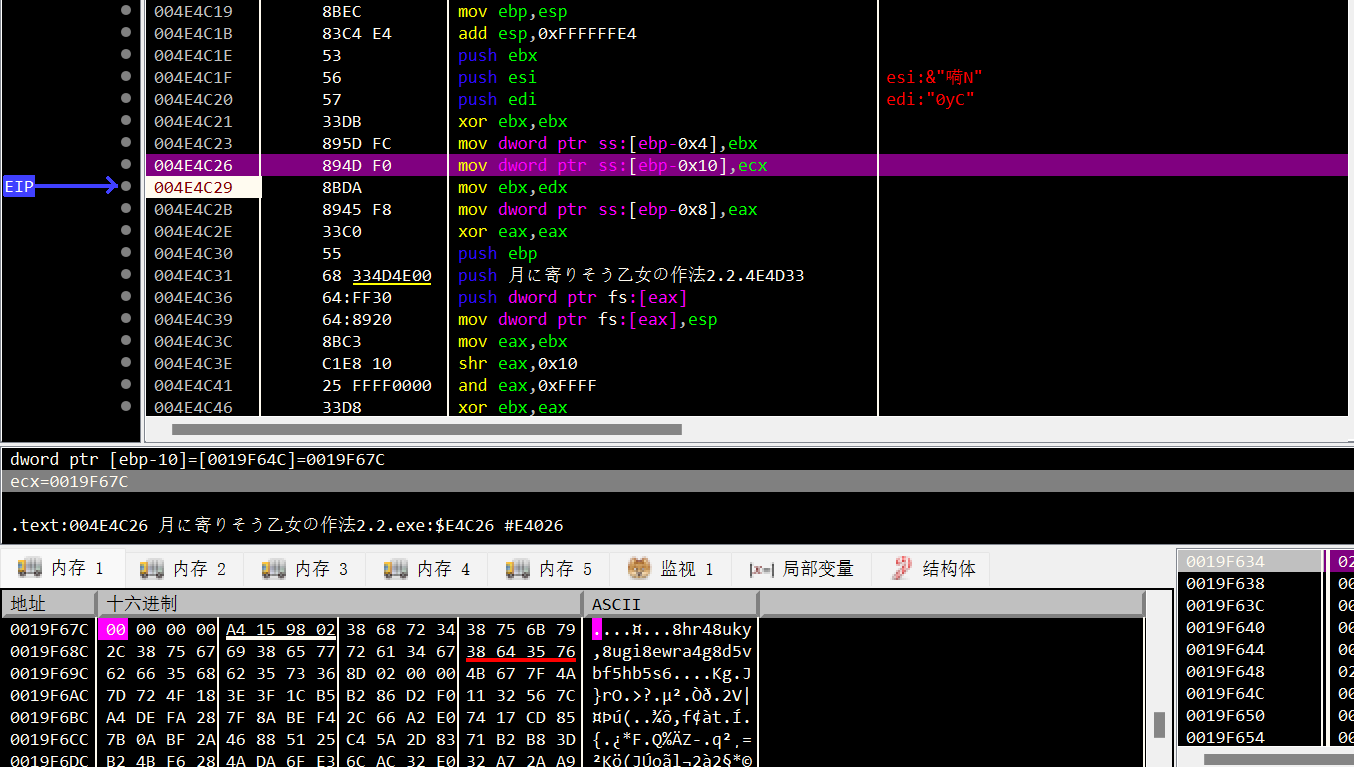 004E4C19 8BEC mov ebp,esp
004E4C1B 83C4 E4 add esp,0xFFFFFFE4
004E4C1E 53 push ebx
004E4C1F 56 push esi esi:&"嗬N"
004E4C20 57 push edi edi:"0yC"
004E4C21 33DB xor ebx,ebx
004E4C23 895D FC mov dword ptr ss:[ebp-0x4],ebx
004E4C26 894D F0 mov dword ptr ss:[ebp-0x10],ecx
EIP 004E4C29 8BDA mov ebx,edx
004E4C2B 8945 F8 mov dword ptr ss:[ebp-0x8],eax
004E4C2E 33C0 xor eax,eax
004E4C30 55 push ebp
004E4C31 68 334D4E00 push 月に寄りそう乙女の作法2.2.4E4D33
004E4C36 64:FF30 push dword ptr fs:[eax]
004E4C39 64:8920 mov dword ptr fs:[eax],esp
004E4C3C 8BC3 mov eax,ebx
004E4C3E C1E8 10 shr eax,0x10
004E4C41 25 FFFF0000 and eax,0xFFFF
004E4C46 33D8 xor ebx,eax
dword ptr [ebp-10]=[0019F64C]=0019F67C
ecx=0019F67C
.text:004E4C26 月に寄りそう乙女の作法2.2.exe:$E4C26 #E4026
内存 1 内存 2 内存 3 内存 4 内存 5 监视 1 |x=| 局部变量 结构体
地址 十六进制 ASCII
0019F67C 00 00 00 00 A4 15 98 02 38 68 72 34 38 75 6B 79 ....¤...8hr48uky
0019F68C 2C 38 75 67 69 38 65 77 72 61 34 67 38 64 35 76 ,8ugi8ewra4g8d5v
0019F69C 62 66 35 68 62 35 73 36 8D 02 00 00 4B 67 7F 4A bf5hb5s6....Kg.J
0019F6AC 7D 72 4F 18 3E 3F 1C B5 B2 86 D2 F0 11 32 56 7C }rO.>?.µ².Òð.2V|
0019F6BC A4 DE FA 28 7F 8A BE F4 2C 66 A2 E0 74 17 CD 85 ¤Þú(..¾ô,f¢àt.Í.
0019F6CC 7B 0A BF 2A 46 88 51 25 C4 5A 2D 83 71 B2 B8 3D {.¿*F.Q%ÄZ-.q²¸=
0019F6DC B2 4B F6 28 4A DA 6F E3 6C AC 32 E0 32 A7 2A A9 ²Kö(JÚoãl¬2à2§*©
0019F634 02
0019F638 00
0019F63C 00
0019F640 00
0019F644 00
0019F648 02
0019F64C 00
0019F650 00
0019F654 00